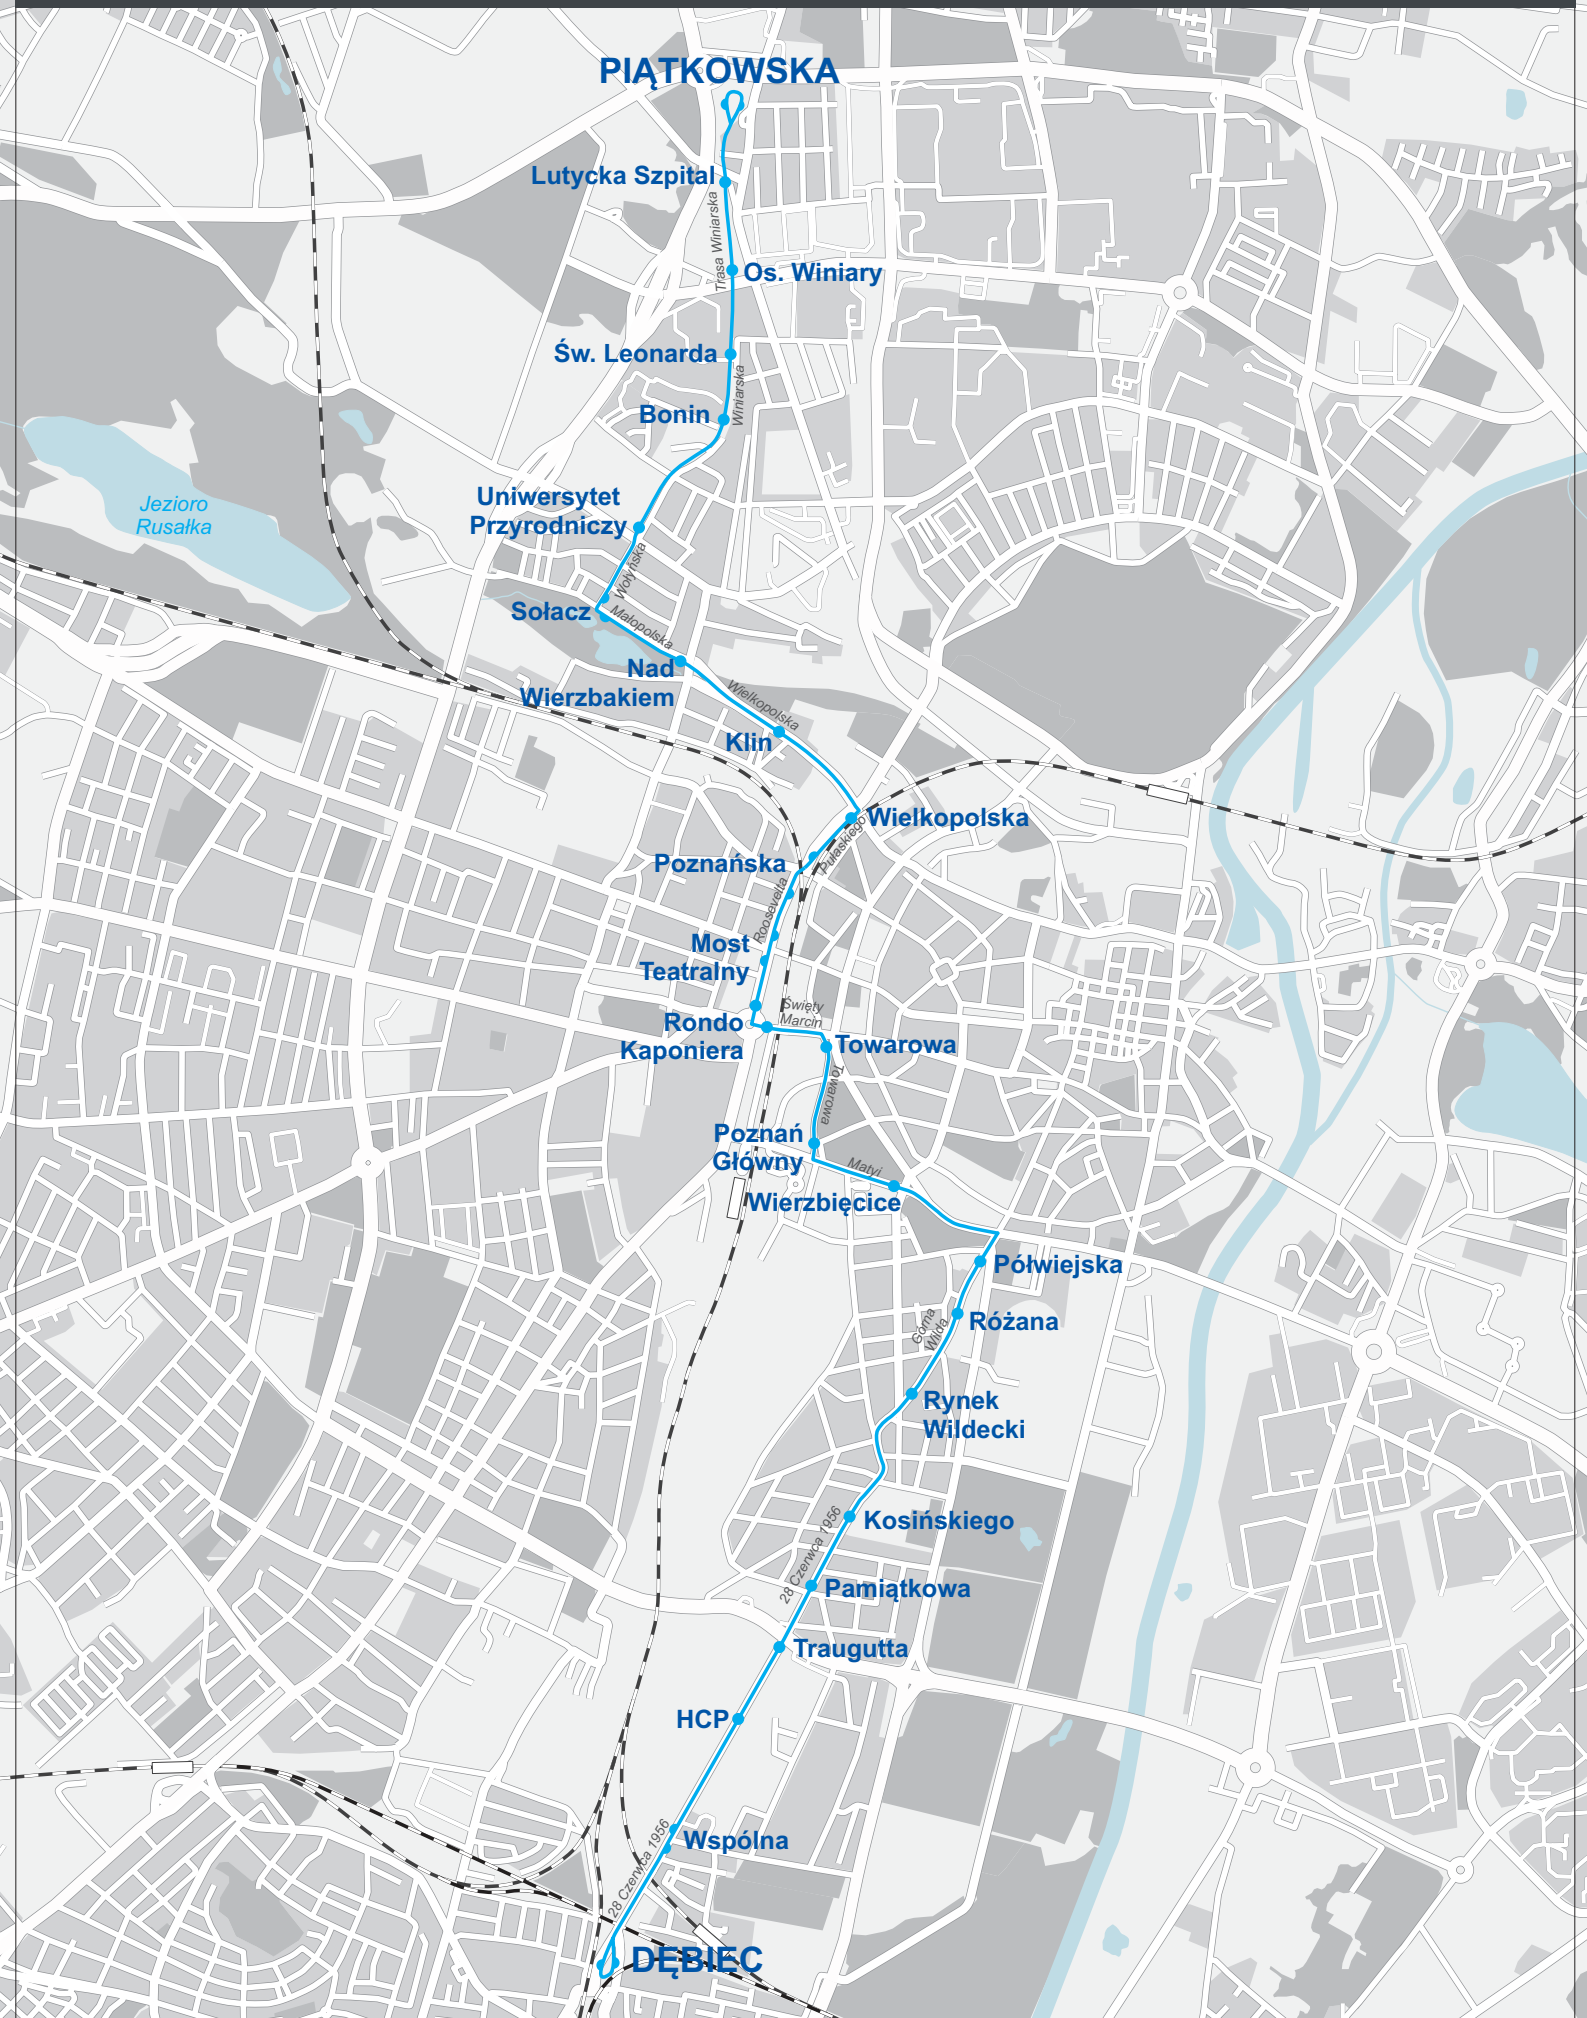 PIĄTKOWSKA
Lutycka Szpital
Trasa Winiarska
Os. Winiary
Św. Leonarda
Winiarska
Bonin
Jezioro
Rusałka
Uniwersytet
Przyrodniczy
Wołyńska
Sołacz
Małopolska
Nad
Wierzbakiem
Wielkopolska
Klin
Wielkopolska
Pułaskiego
Poznańska
Roosevelta
Most
Teatralny
Święty
Marcin
Rondo
Kaponiera
Towarowa
Towarowa
Poznań
Główny
Matyi
Wierzbięcice
Półwiejska
Różana
Górna
Wilda
Rynek
Wildecki
Kosińskiego
28 Czerwca 1956
Pamiątkowa
Traugutta
HCP
Wspólna
28 Czerwca 1956
DĘBIEC